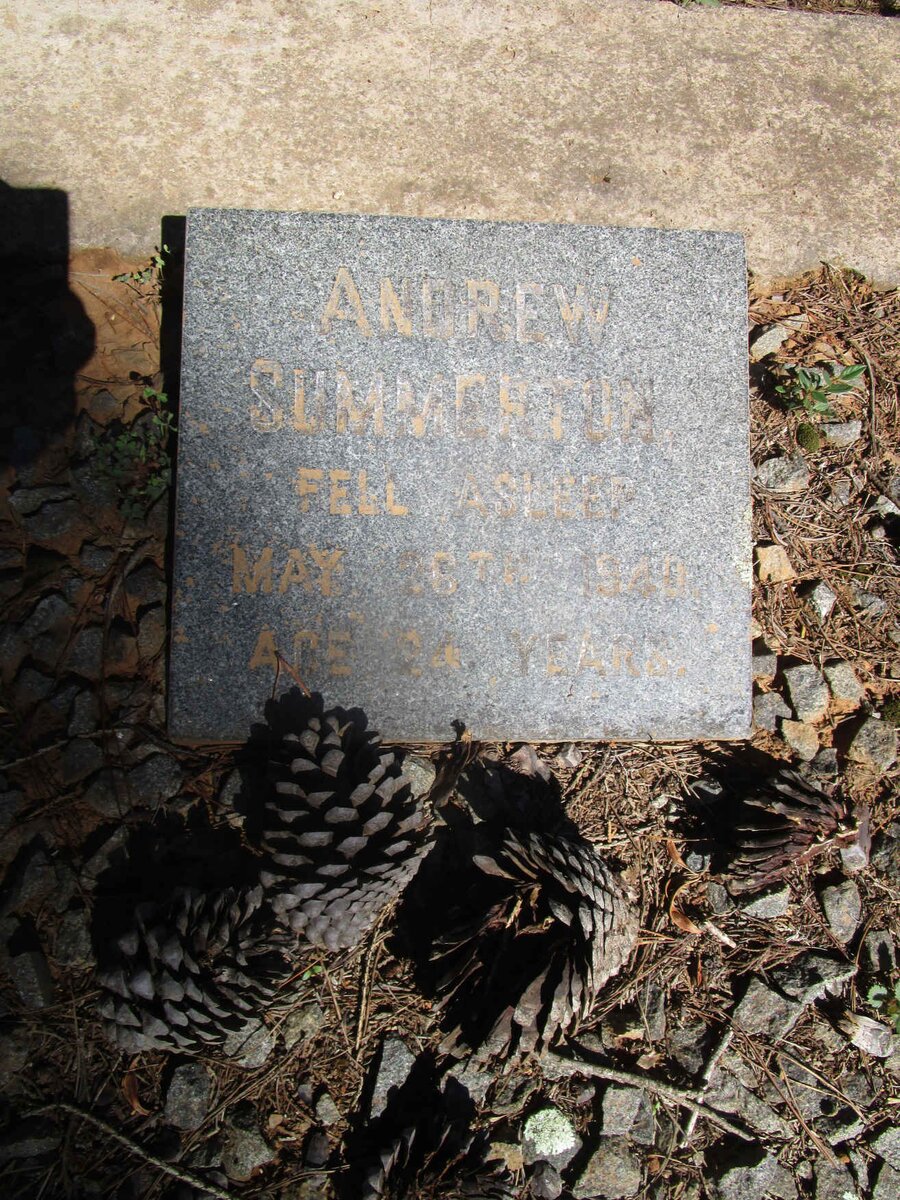 ANDREW
SUMMERTON.
FELL ASLEEP
MAY 26TH 1940.
AGE 24 YEARS.